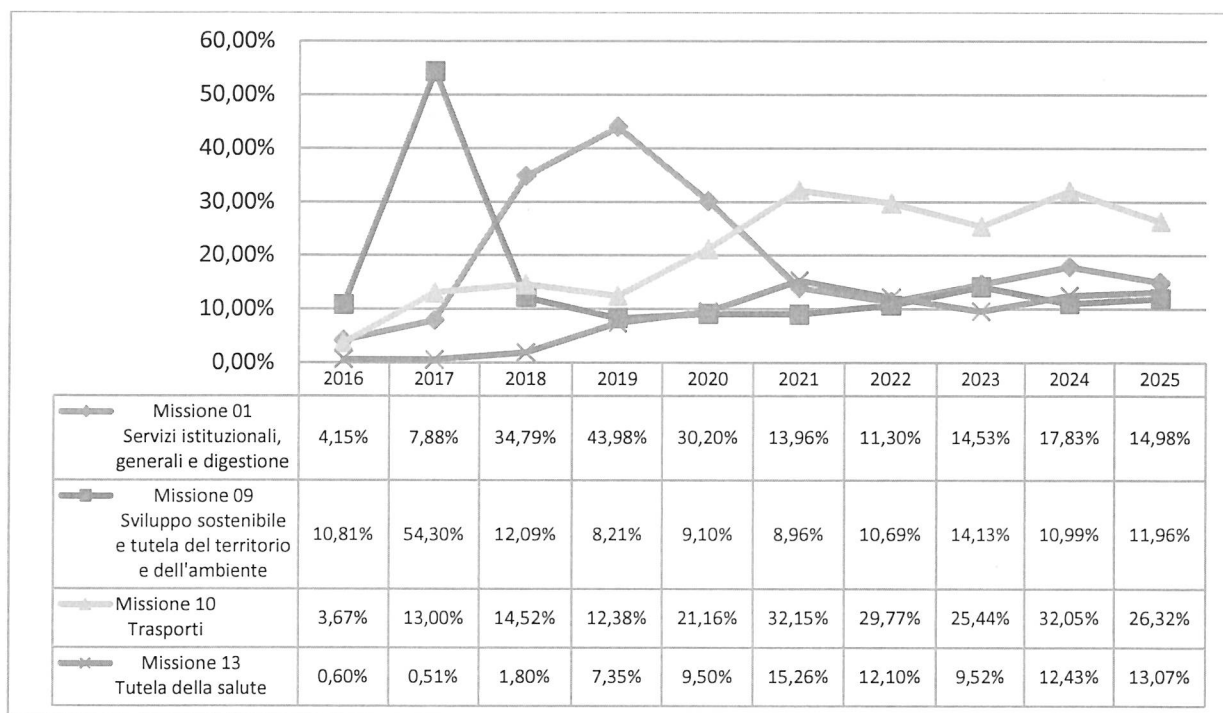 60,00%
50,00%
40,00%
30,00%
20,00%
10,00%
0,00%
2016 2017 2018 2019 2020 2021 2022 2023 2024 2025
Missione 01
Servizi istituzionali,
generali e digestione
4,15% 7,88% 34,79% 43,98% 30,20% 13,96% 11,30% 14,53% 17,83% 14,98%
Missione 09
Sviluppo sostenibile
e tutela del territorio
e dell'ambiente
10,81% 54,30% 12,09% 8,21% 9,10% 8,96% 10,69% 14,13% 10,99% 11,96%
Missione 10
Trasporti
3,67% 13,00% 14,52% 12,38% 21,16% 32,15% 29,77% 25,44% 32,05% 26,32%
Missione 13
Tutela della salute
0,60% 0,51% 1,80% 7,35% 9,50% 15,26% 12,10% 9,52% 12,43% 13,07%